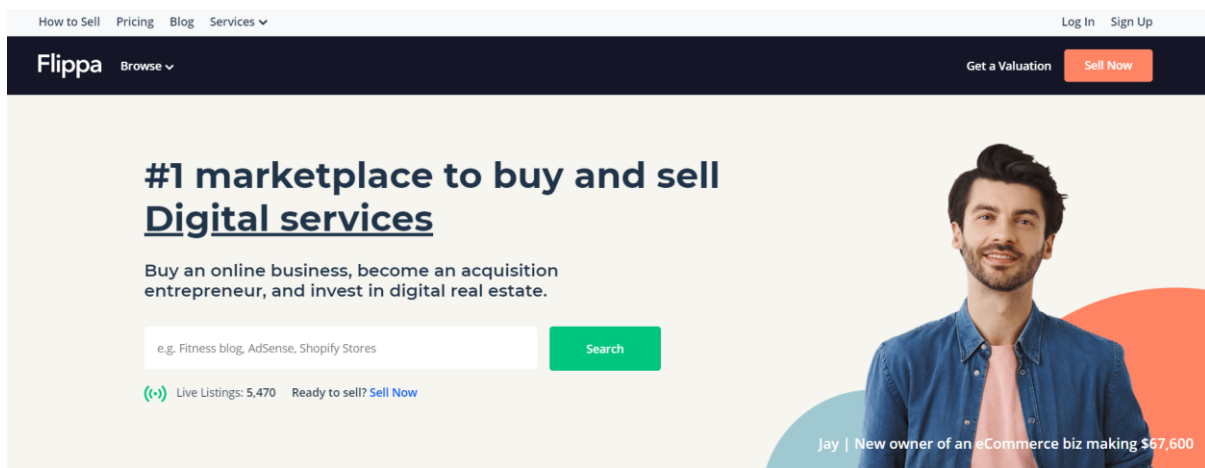 How to Sell Pricing Blog Services Log In Sign Up
Flippa Browse Get a Valuation Sell Now
#1 marketplace to buy and sell
Digital services
Buy an online business, become an acquisition
entrepreneur, and invest in digital real estate.
e.g. Fitness blog, AdSense, Shopify Stores Search
Live Listings: 5,470 Ready to sell? Sell Now
Jay | New owner of an eCommerce biz making $67,600